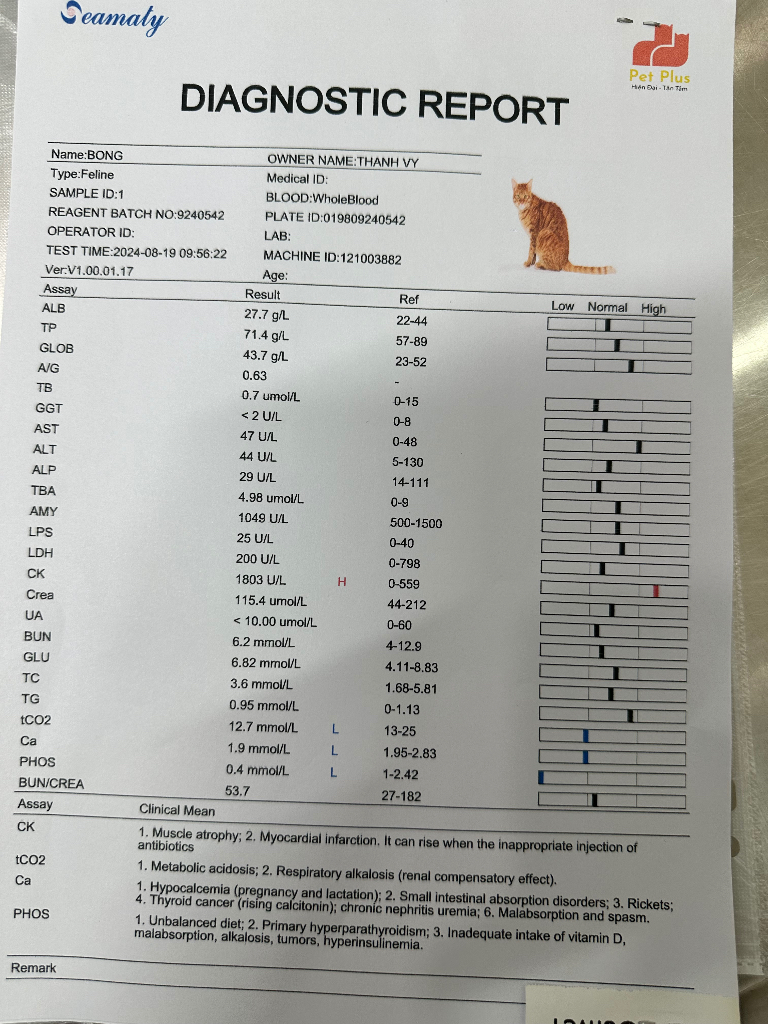 Seamaty
Pet Plus
Hiện Đại - Tận Tâm
DIAGNOSTIC REPORT
Name:BONG OWNER NAME:THANH VY
Type:Feline Medical ID:
SAMPLE ID:1 BLOOD:WholeBlood
REAGENT BATCH NO:9240542 PLATE ID:019809240542
OPERATOR ID: LAB:
TEST TIME:2024-08-19 09:56:22 MACHINE ID:121003882
Ver:V1.00.01.17 Age:
Assay Result Ref Low Normal High
ALB 27.7 g/L 22-44
TP 71.4 g/L 57-89
GLOB 43.7 g/L 23-52
A/G 0.63 -
TB 0.7 umol/L 0-15
GGT < 2 U/L 0-8
AST 47 U/L 0-48
ALT 44 U/L 5-130
ALP 29 U/L 14-111
TBA 4.98 umol/L 0-9
AMY 1049 U/L 500-1500
LPS 25 U/L 0-40
LDH 200 U/L 0-798
CK 1803 U/L H 0-559
Crea 115.4 umol/L 44-212
UA < 10.00 umol/L 0-60
BUN 6.2 mmol/L 4-12.9
GLU 6.82 mmol/L 4.11-8.83
TC 3.6 mmol/L 1.68-5.81
TG 0.95 mmol/L 0-1.13
tCO2 12.7 mmol/L L 13-25
Ca 1.9 mmol/L L 1.95-2.83
PHOS 0.4 mmol/L L 1-2.42
BUN/CREA 53.7 27-182
Assay Clinical Mean
CK 1. Muscle atrophy; 2. Myocardial infarction. It can rise when the inappropriate injection of
antibiotics
tCO2 1. Metabolic acidosis; 2. Respiratory alkalosis (renal compensatory effect).
Ca 1. Hypocalcemia (pregnancy and lactation); 2. Small intestinal absorption disorders; 3. Rickets;
4. Thyroid cancer (rising calcitonin); chronic nephritis uremia; 6. Malabsorption and spasm.
PHOS 1. Unbalanced diet; 2. Primary hyperparathyroidism; 3. Inadequate intake of vitamin D,
malabsorption, alkalosis, tumors, hyperinsulinemia.
Remark